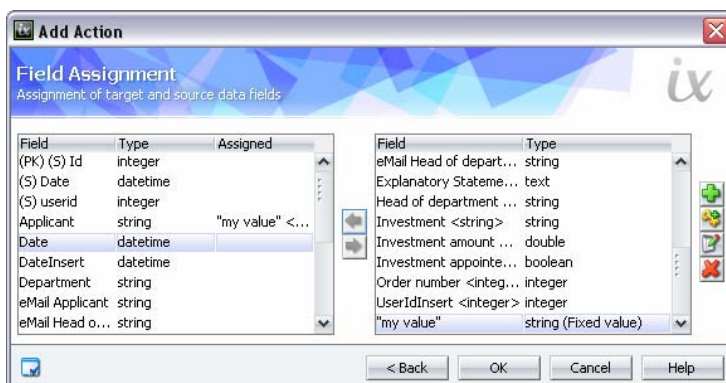 ix Add Action
Field Assignment
Assignment of target and source data fields
ix
Field Type Assigned
(PK) (S) Id integer
(S) Date datetime
(S) userid integer
Applicant string "my value" <...
Date datetime
DateInsert datetime
Department string
eMail Applicant string
eMail Head o... string
Field Type
eMail Head of depart... string
Explanatory Stateme... text
Head of department ... string
Investment <string> string
Investment amount ... double
Investment appointe... boolean
Order number <integ... integer
UserIdInsert <integer> integer
"my value" string (Fixed value)
< Back OK Cancel Help